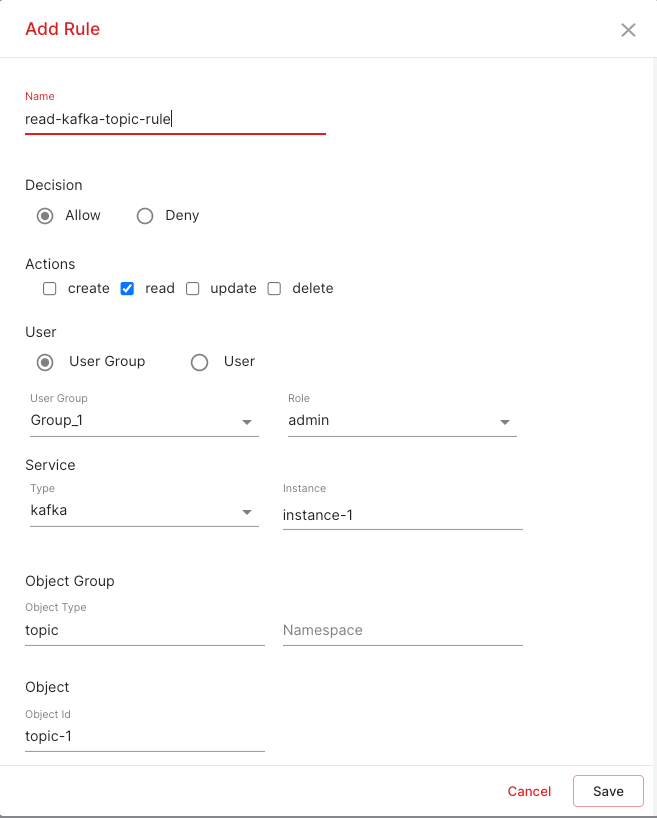 Add Rule
Name
read-kafka-topic-rule
Decision
Allow Deny
Actions
create read update delete
User
User Group User
User Group Role
Group_1 admin
Service
Type Instance
kafka instance-1
Object Group
Object Type
topic Namespace
Object
Object Id
topic-1
Cancel Save